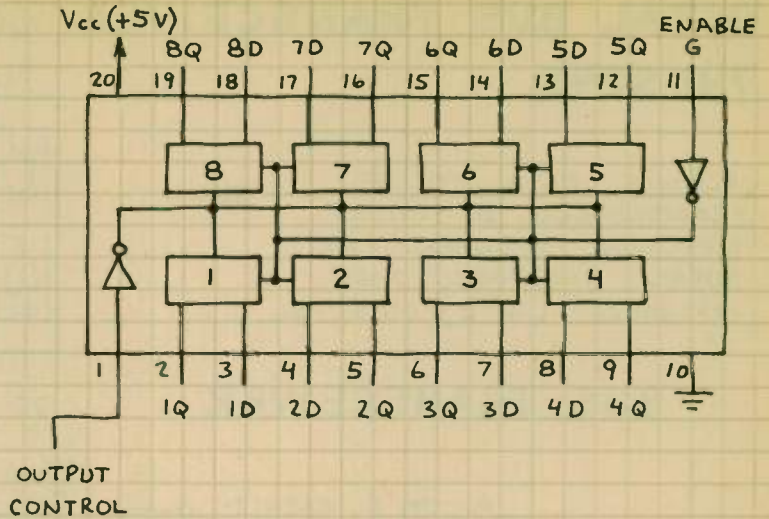 Vcc (+5V)
ENABLE
8Q 8D 7D 7Q 6Q 6D 5D 5Q G
20 19 18 17 16 15 14 13 12 11
8 7 6 5
1 2 3 4
1 2 3 4 5 6 7 8 9 10
1Q 1D 2D 2Q 3Q 3D 4D 4Q
OUTPUT
CONTROL